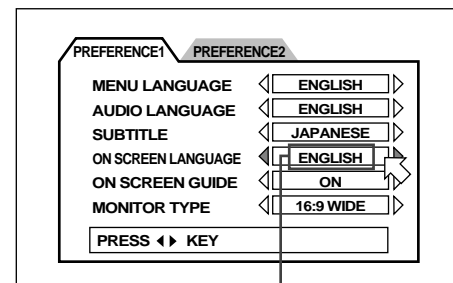 PREFERENCE1 PREFERENCE2
MENU LANGUAGE ENGLISH
AUDIO LANGUAGE ENGLISH
SUBTITLE JAPANESE
ON SCREEN LANGUAGE ENGLISH
ON SCREEN GUIDE ON
MONITOR TYPE 16:9 WIDE
PRESS KEY